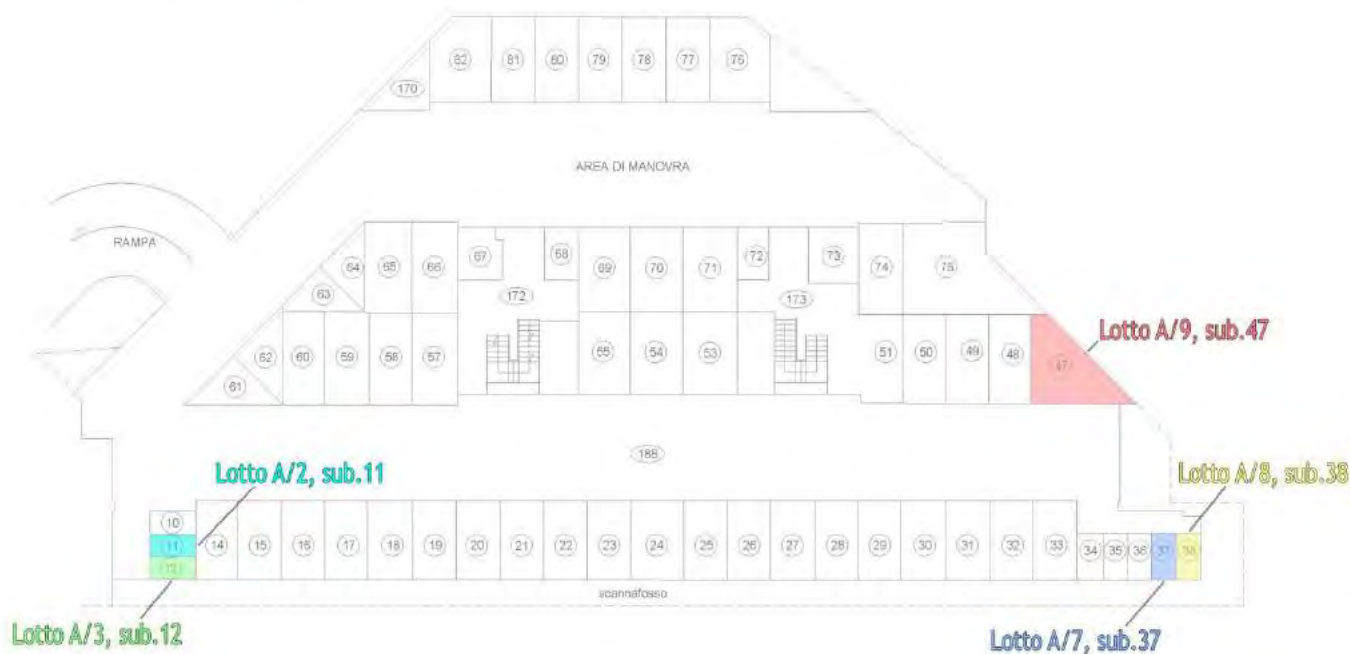 82 81 80 79 78 77 76
170
AREA DI MANOVRA
RAMPA
64 65 66 67 68 69 70 71 72 73 74 75
63
172 173
Lotto A/9, sub.47
61 62 60 59 58 57 55 54 53 51 50 49 48 47
188
Lotto A/2, sub.11
Lotto A/8, sub.38
10
11 14 15 16 17 18 19 20 21 22 23 24 25 26 27 28 29 30 31 32 33 34 35 36 37 38
12
scannafosso
Lotto A/3, sub.12
Lotto A/7, sub.37